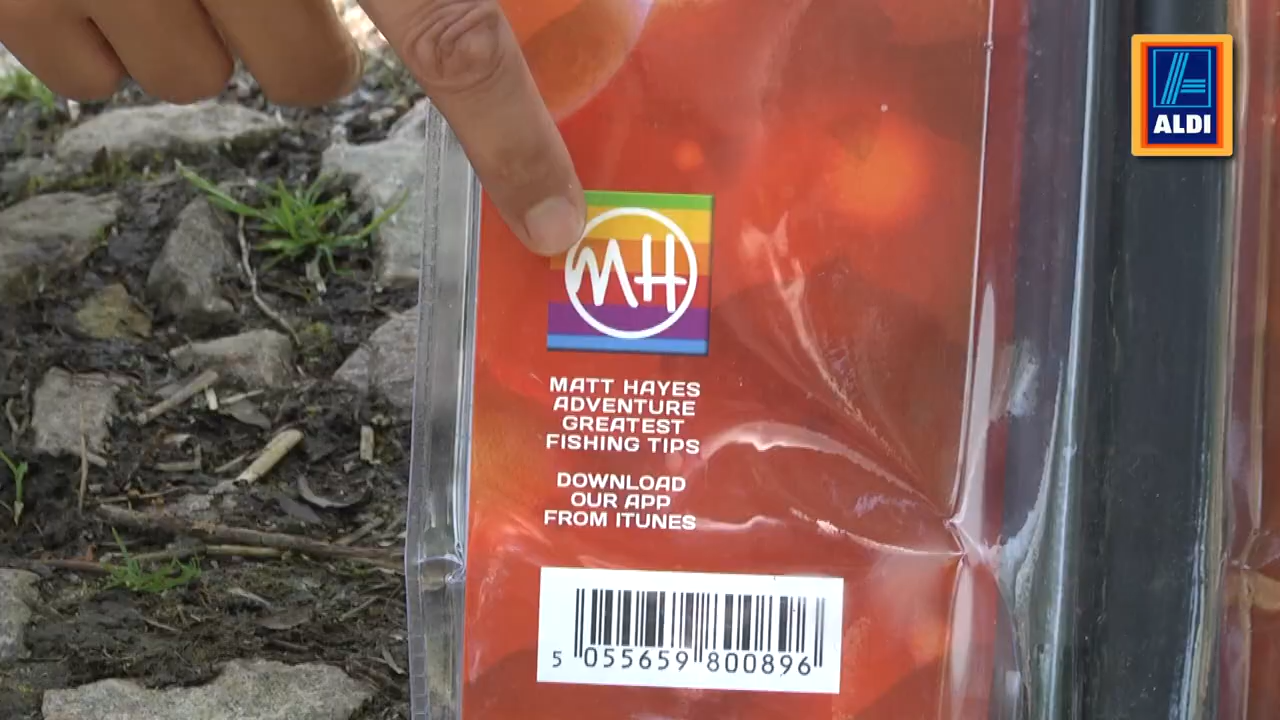 ALDI
MH
MATT HAYES
ADVENTURE
GREATEST
FISHING TIPS
DOWNLOAD
OUR APP
FROM ITUNES
5 055659 800896